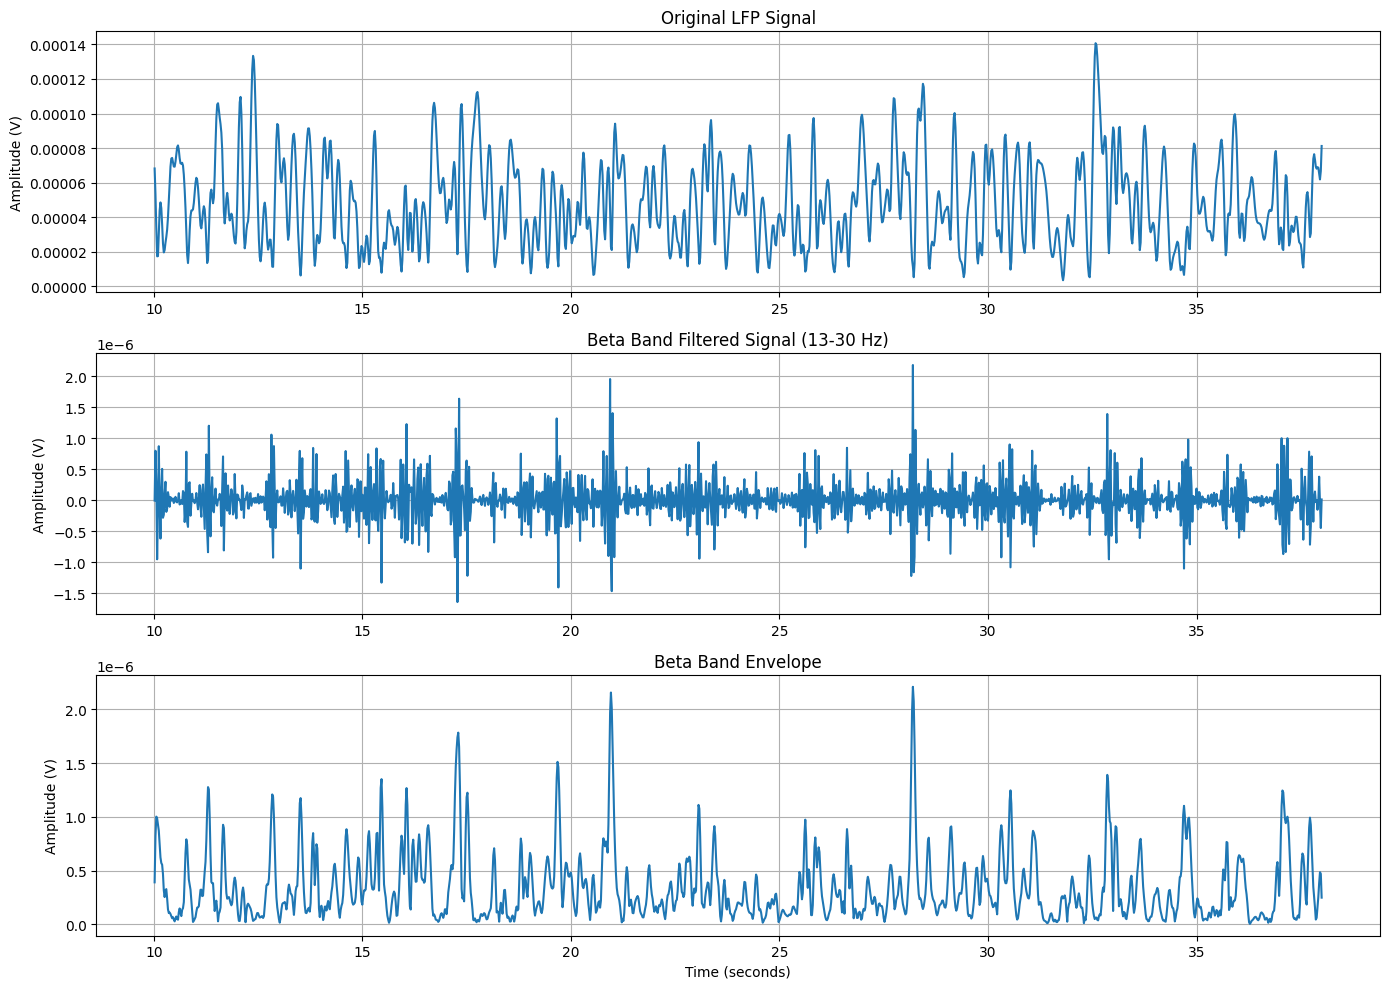 Original LFP Signal
Amplitude (V)
0.00014
0.00012
0.00010
0.00008
0.00006
0.00004
0.00002
0.00000
10 15 20 25 30 35
Beta Band Filtered Signal (13-30 Hz)
1e−6
Amplitude (V)
2.0
1.5
1.0
0.5
0.0
−0.5
−1.0
−1.5
10 15 20 25 30 35
Beta Band Envelope
1e−6
Amplitude (V)
2.0
1.5
1.0
0.5
0.0
10 15 20 25 30 35
Time (seconds)